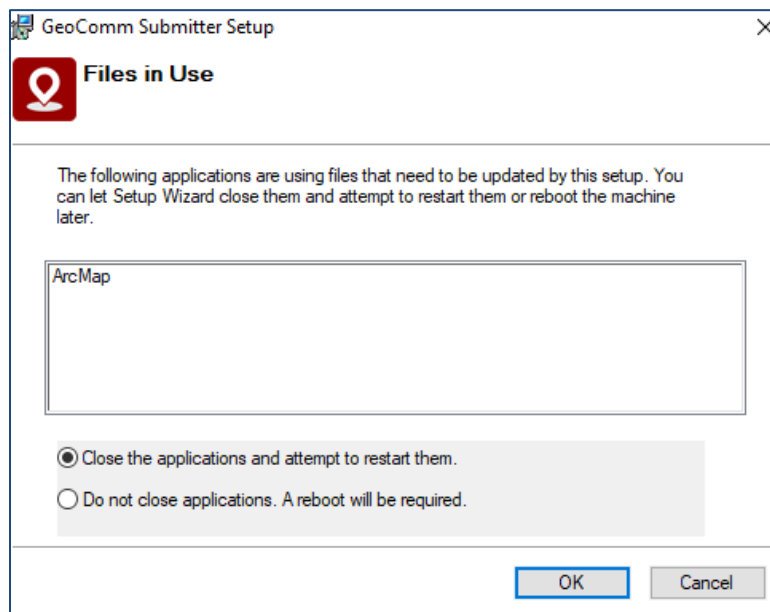 GeoComm Submitter Setup
Files in Use
The following applications are using files that need to be updated by this setup. You
can let Setup Wizard close them and attempt to restart them or reboot the machine
later.
ArcMap
Close the applications and attempt to restart them.
Do not close applications. A reboot will be required.
OK
Cancel